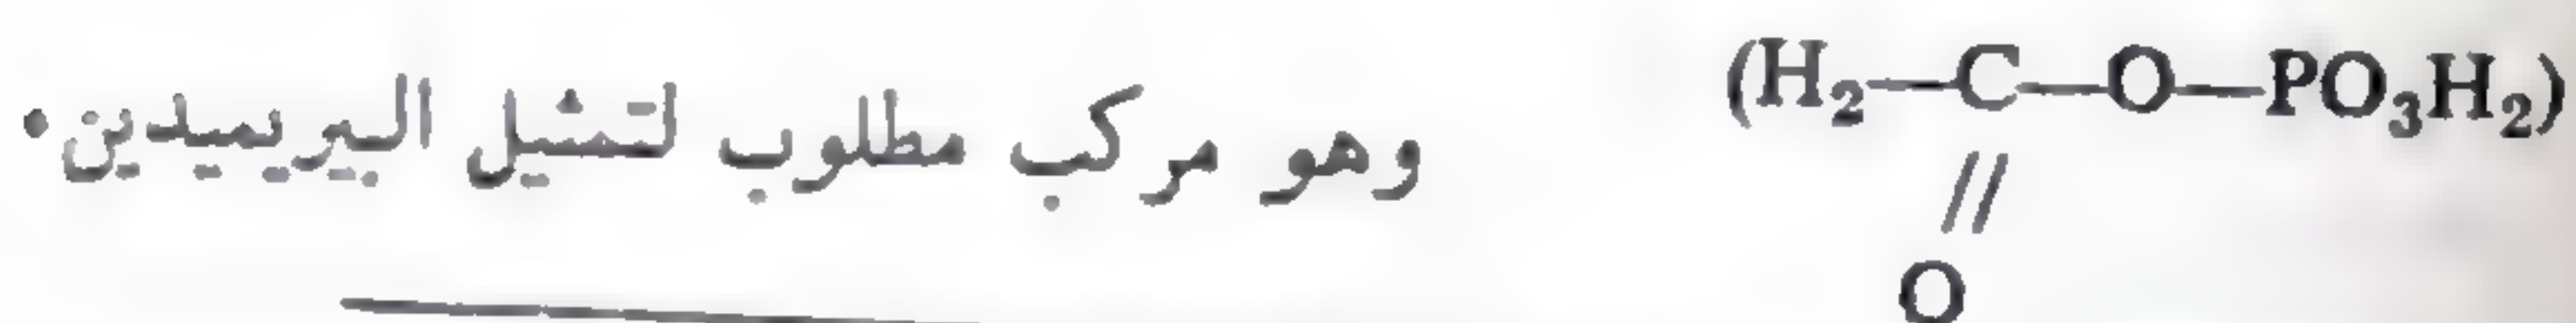 (H₂—C—O—PO₃H₂) وهو مركب مطلوب لتمثيل البيريميدين.
//
O